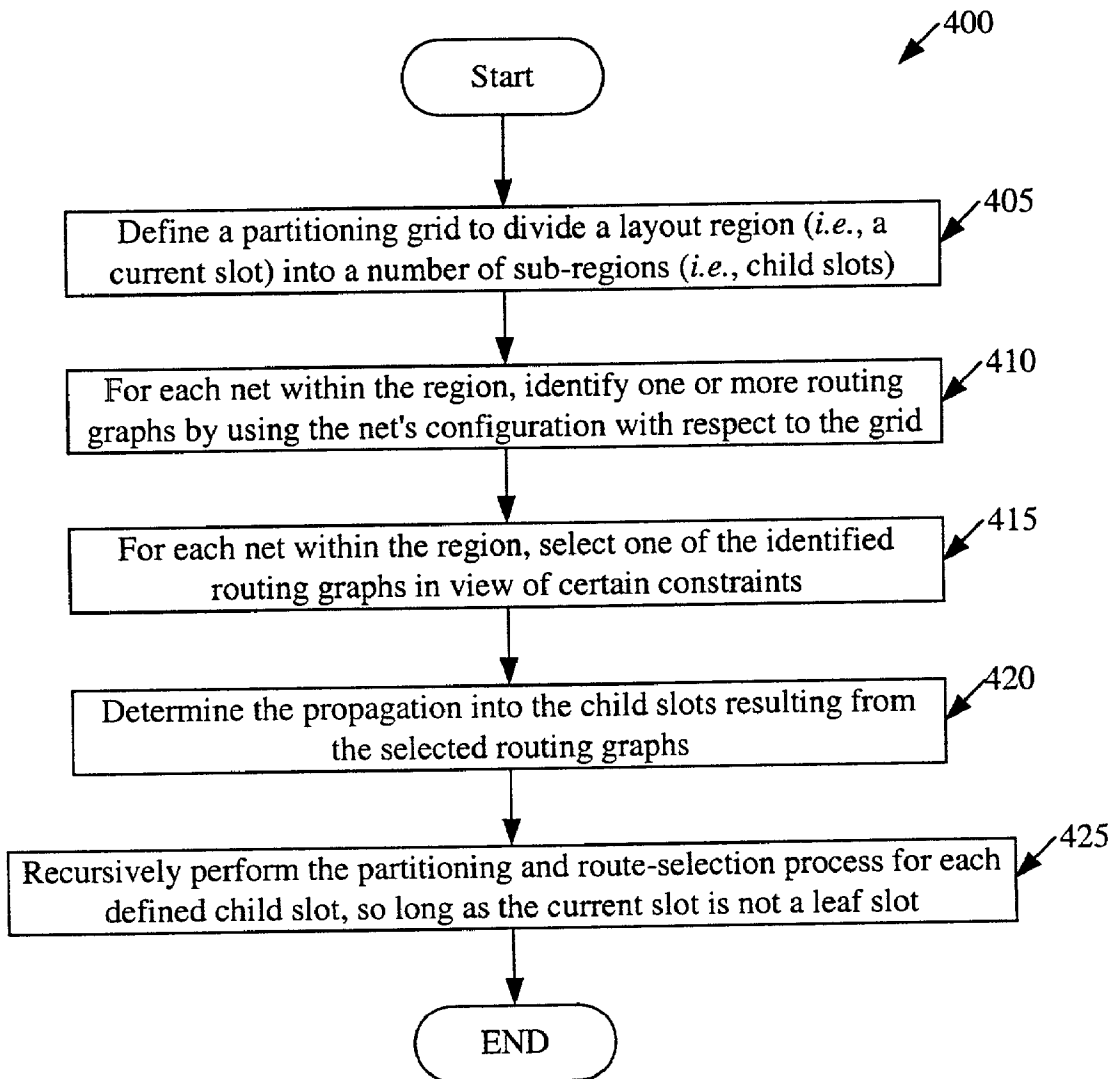 400
Start
405
Define a partitioning grid to divide a layout region (i.e., a
current slot) into a number of sub-regions (i.e., child slots)
410
For each net within the region, identify one or more routing
graphs by using the net's configuration with respect to the grid
415
For each net within the region, select one of the identified
routing graphs in view of certain constraints
420
Determine the propagation into the child slots resulting from
the selected routing graphs
425
Recursively perform the partitioning and route-selection process for each
defined child slot, so long as the current slot is not a leaf slot
END